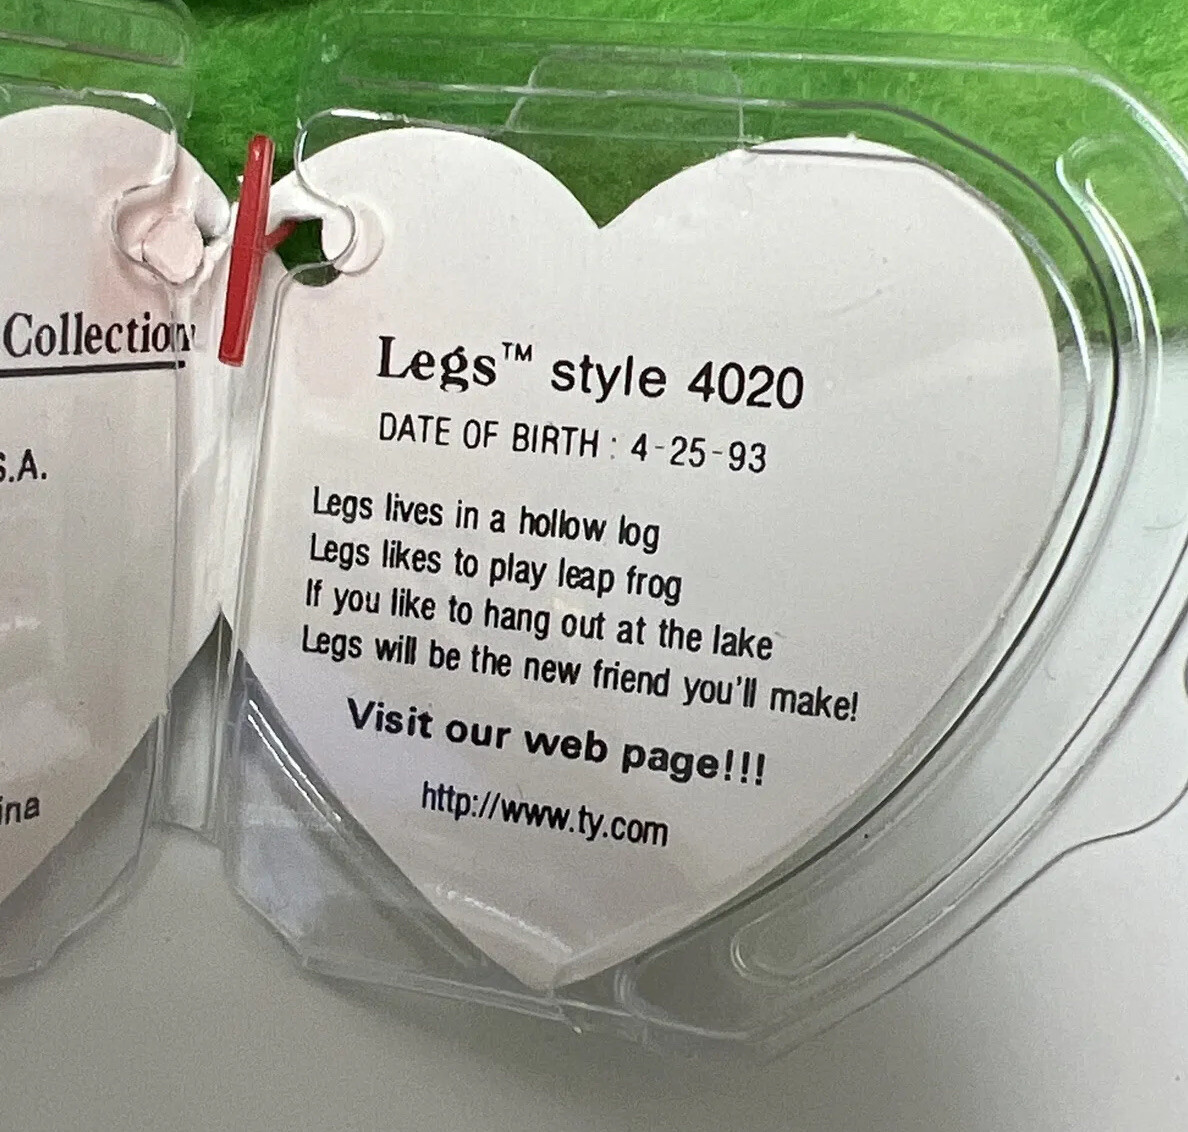 Collection
S.A.
ina
Legs™ style 4020
DATE OF BIRTH : 4-25-93
Legs lives in a hollow log
Legs likes to play leap frog
If you like to hang out at the lake
Legs will be the new friend you'll make!
Visit our web page!!!
http://www.ty.com